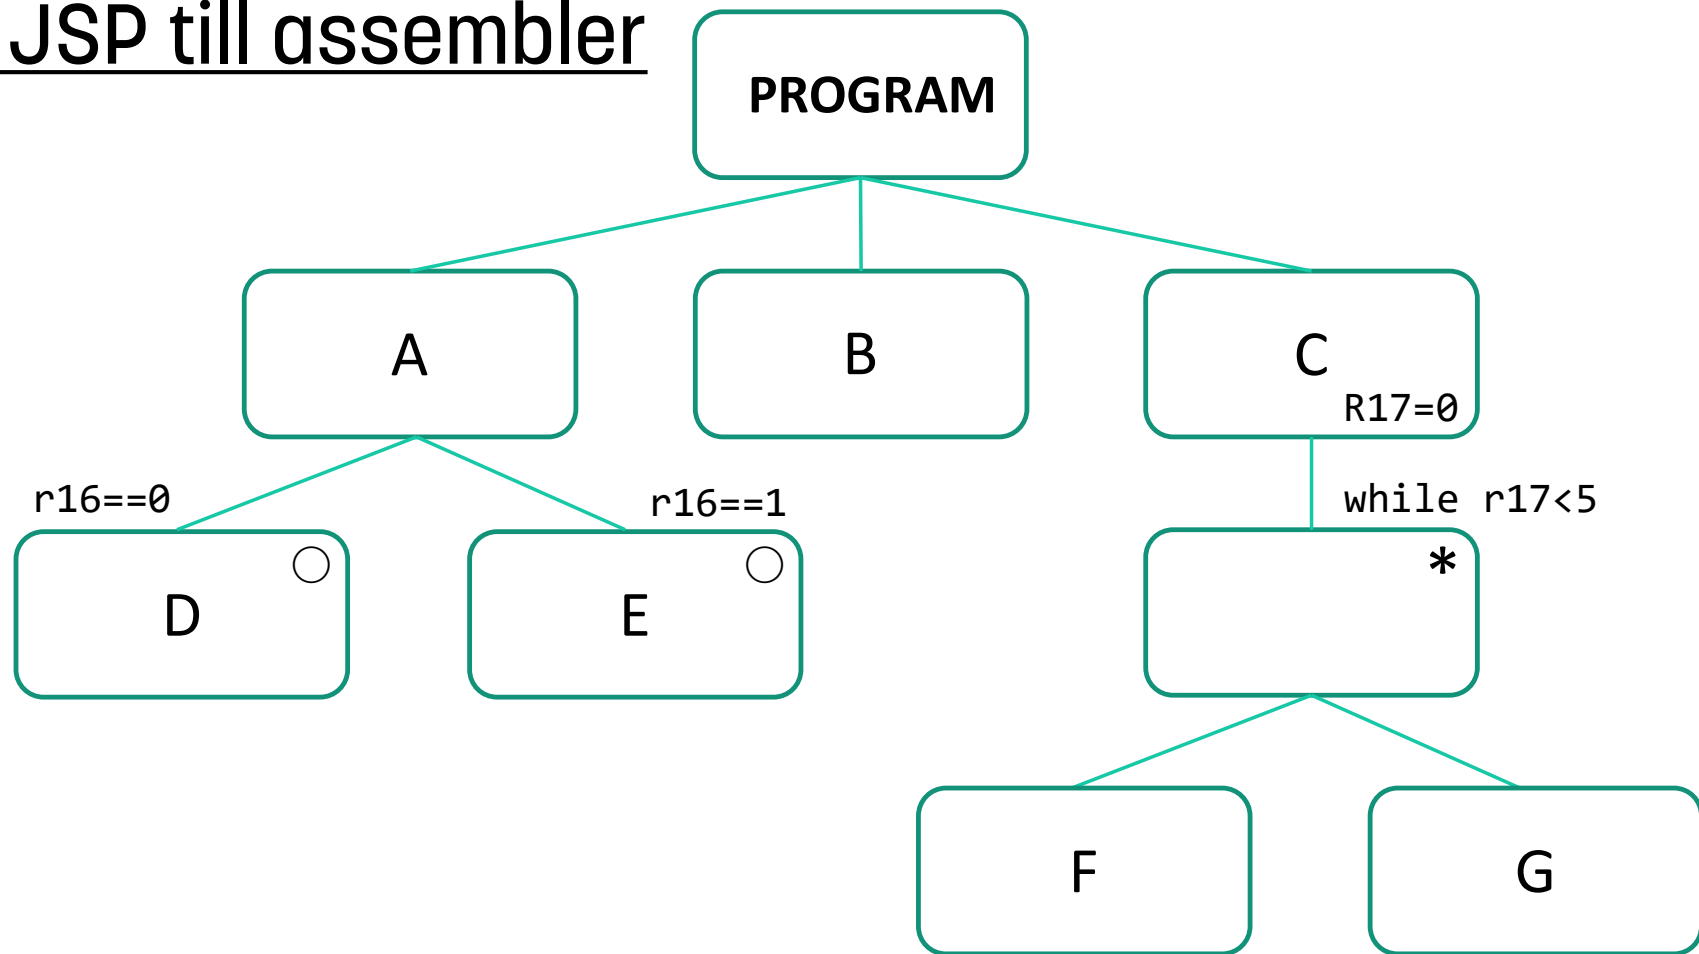 JSP till assembler
PROGRAM
A
B
C
R17=0
r16==0
r16==1
while r17<5
D
E
*
F
G